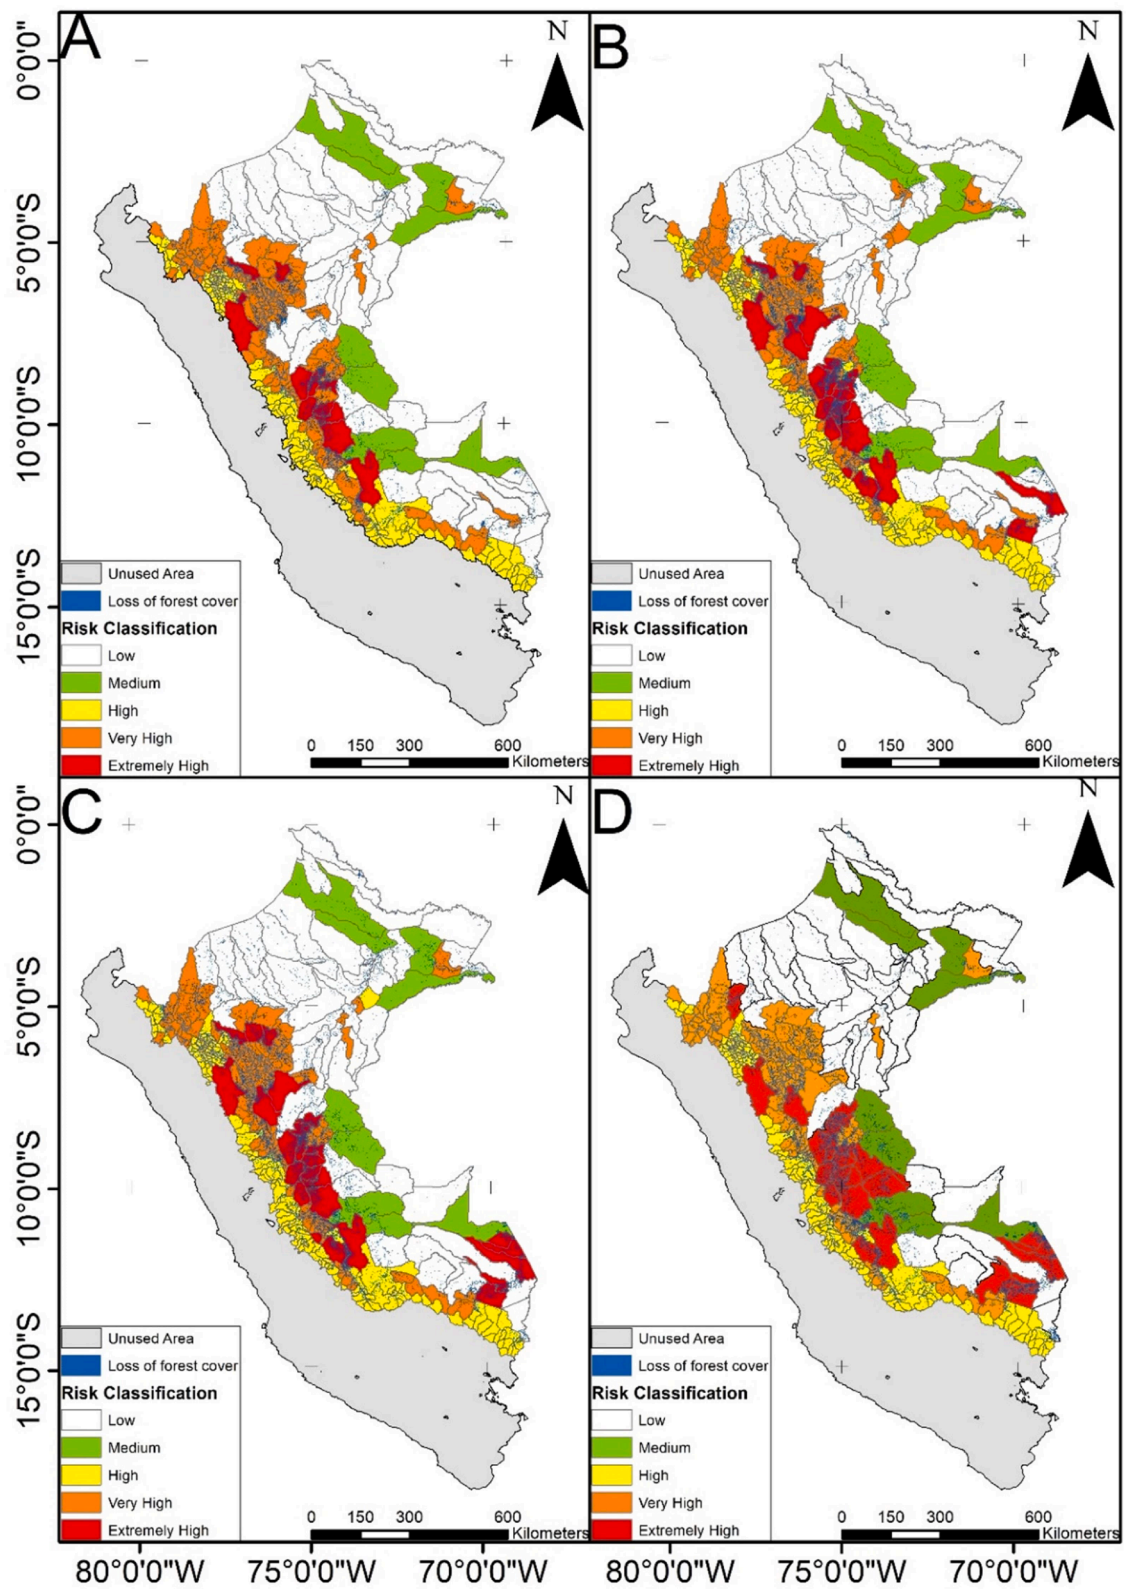 A
N
B
N
0°0'0"
5°0'0"S
10°0'0"S
15°0'0"S
Unused Area
Loss of forest cover
Risk Classification
Low
Medium
High
Very High
Extremely High
0 150 300 600
Kilometers
Unused Area
Loss of forest cover
Risk Classification
Low
Medium
High
Very High
Extremely High
0 150 300 600
Kilometers
C
N
D
N
0°0'0"
5°0'0"S
10°0'0"S
15°0'0"S
Unused Area
Loss of forest cover
Risk Classification
Low
Medium
High
Very High
Extremely High
0 150 300 600
Kilometers
Unused Area
Loss of forest cover
Risk Classification
Low
Medium
High
Very High
Extremely High
0 150 300 600
Kilometers
80°0'0"W 75°0'0"W 70°0'0"W 80°0'0"W 75°0'0"W 70°0'0"W